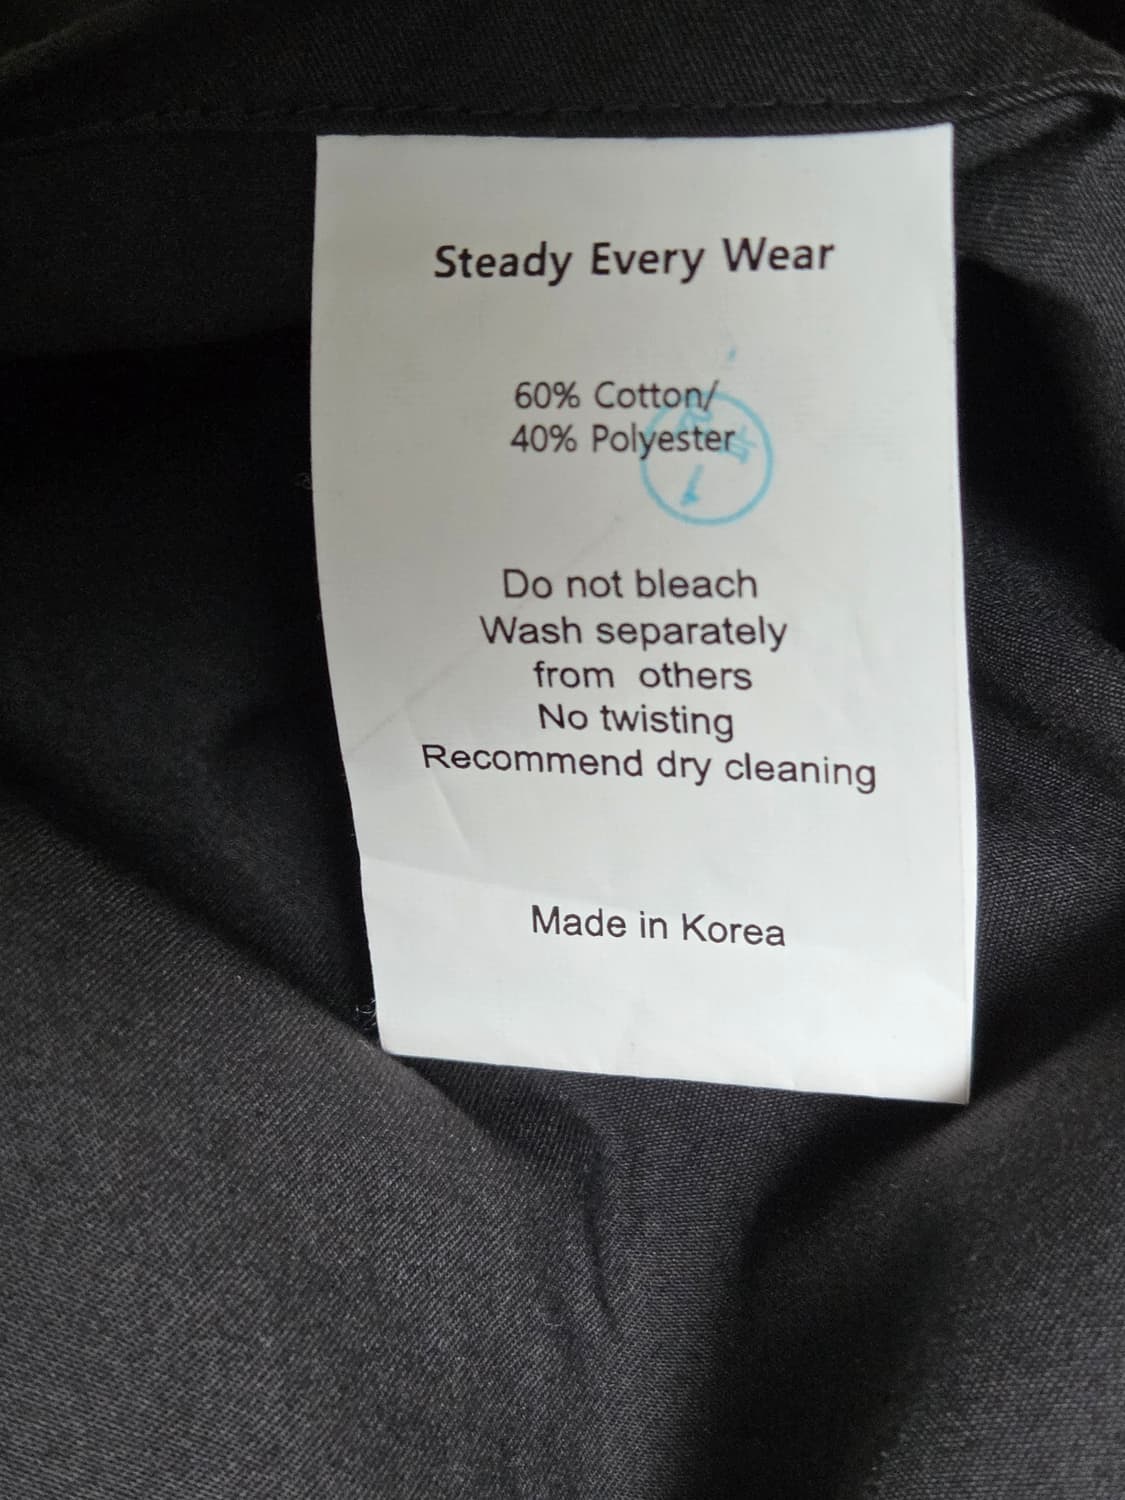 Steady Every Wear
60% Cotton/
40% Polyester
Do not bleach
Wash separately
from others
No twisting
Recommend dry cleaning
Made in Korea